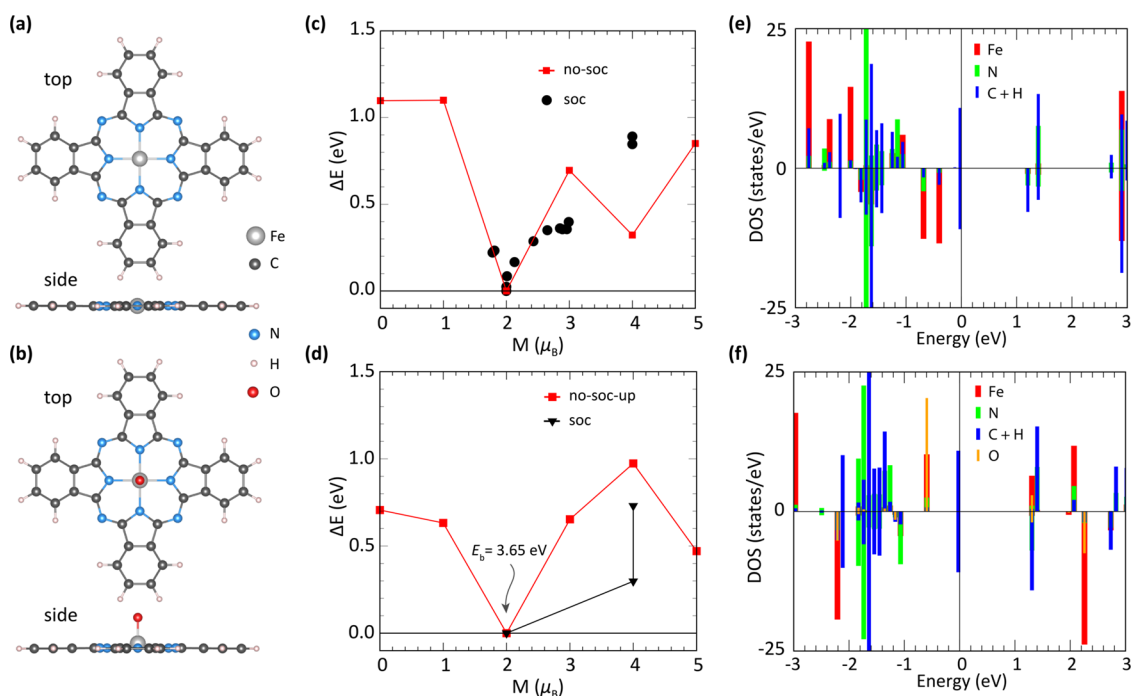 (a)
top
side
Fe
C
N
H
O
(b)
top
side
(c)
1.5
1.0
0.5
0.0
ΔE (eV)
no-soc
soc
0 1 2 3 4 5
M (μB)
(d)
1.5
1.0
0.5
0.0
ΔE (eV)
no-soc-up
soc
Eb= 3.65 eV
0 1 2 3 4 5
M (μB)
(e)
25
0
-25
DOS (states/eV)
Fe
N
C + H
-3 -2 -1 0 1 2 3
Energy (eV)
(f)
25
0
-25
DOS (states/eV)
Fe
N
C + H
O
-3 -2 -1 0 1 2 3
Energy (eV)